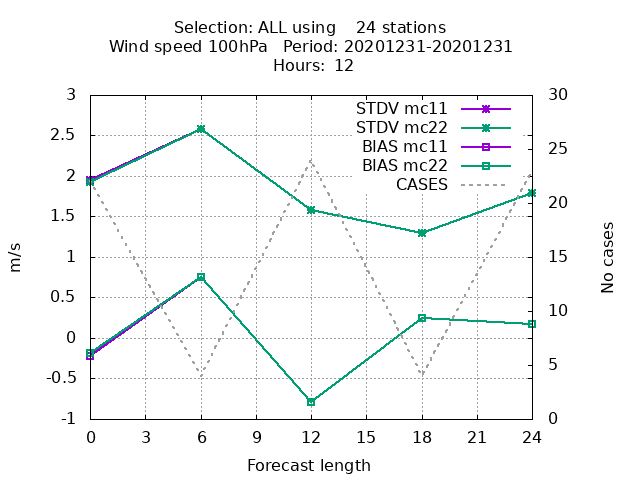 Selection: ALL using    24 stations
Wind speed 100hPa   Period: 20201231-20201231
Hours: 12
3
2.5
2
1.5
1
0.5
0
-0.5
-1
m/s
30
25
20
15
10
5
0
No cases
STDV mc11
STDV mc22
BIAS mc11
BIAS mc22
CASES
0 3 6 9 12 15 18 21 24
Forecast length